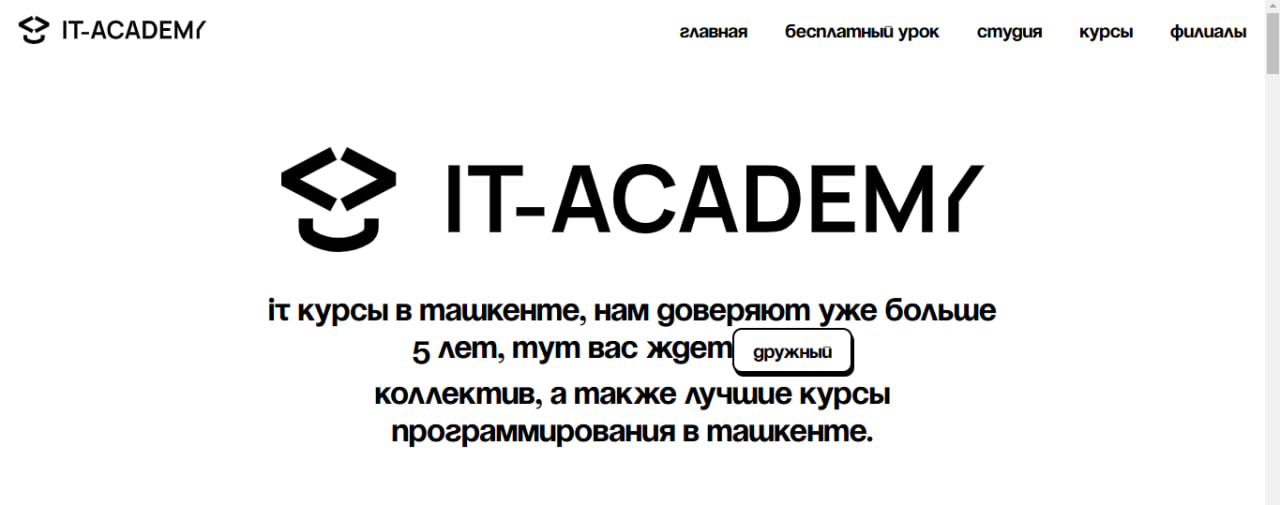 IT-ACADEMY
главная бесплатный урок студия курсы филиалы
IT-ACADEMY
it курсы в ташкенте, нам доверяют уже больше
5 лет, тут вас ждет дружный
коллектив, а также лучшие курсы
программирования в ташкенте.